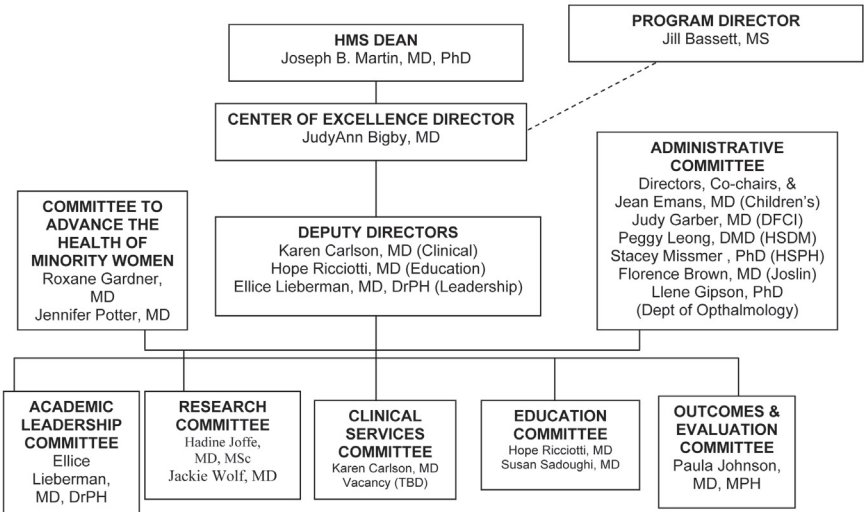 PROGRAM DIRECTOR
Jill Bassett, MS
HMS DEAN
Joseph B. Martin, MD, PhD
CENTER OF EXCELLENCE DIRECTOR
JudyAnn Bigby, MD
ADMINISTRATIVE
COMMITTEE
Directors, Co-chairs, &
Jean Emans, MD (Children's)
Judy Garber, MD (DFCI)
Peggy Leong, DMD (HSDM)
Stacey Missmer , PhD (HSPH)
Florence Brown, MD (Joslin)
Llene Gipson, PhD
(Dept of Opthalmology)
COMMITTEE TO
ADVANCE THE
HEALTH OF
MINORITY WOMEN
Roxane Gardner,
MD
Jennifer Potter, MD
DEPUTY DIRECTORS
Karen Carlson, MD (Clinical)
Hope Ricciotti, MD (Education)
Ellice Lieberman, MD, DrPH (Leadership)
ACADEMIC
LEADERSHIP
COMMITTEE
Ellice
Lieberman,
MD, DrPH
RESEARCH
COMMITTEE
Hadine Joffe,
MD, MSc
Jackie Wolf, MD
CLINICAL
SERVICES
COMMITTEE
Karen Carlson, MD
Vacancy (TBD)
EDUCATION
COMMITTEE
Hope Ricciotti, MD
Susan Sadoughi, MD
OUTCOMES &
EVALUATION
COMMITTEE
Paula Johnson,
MD, MPH